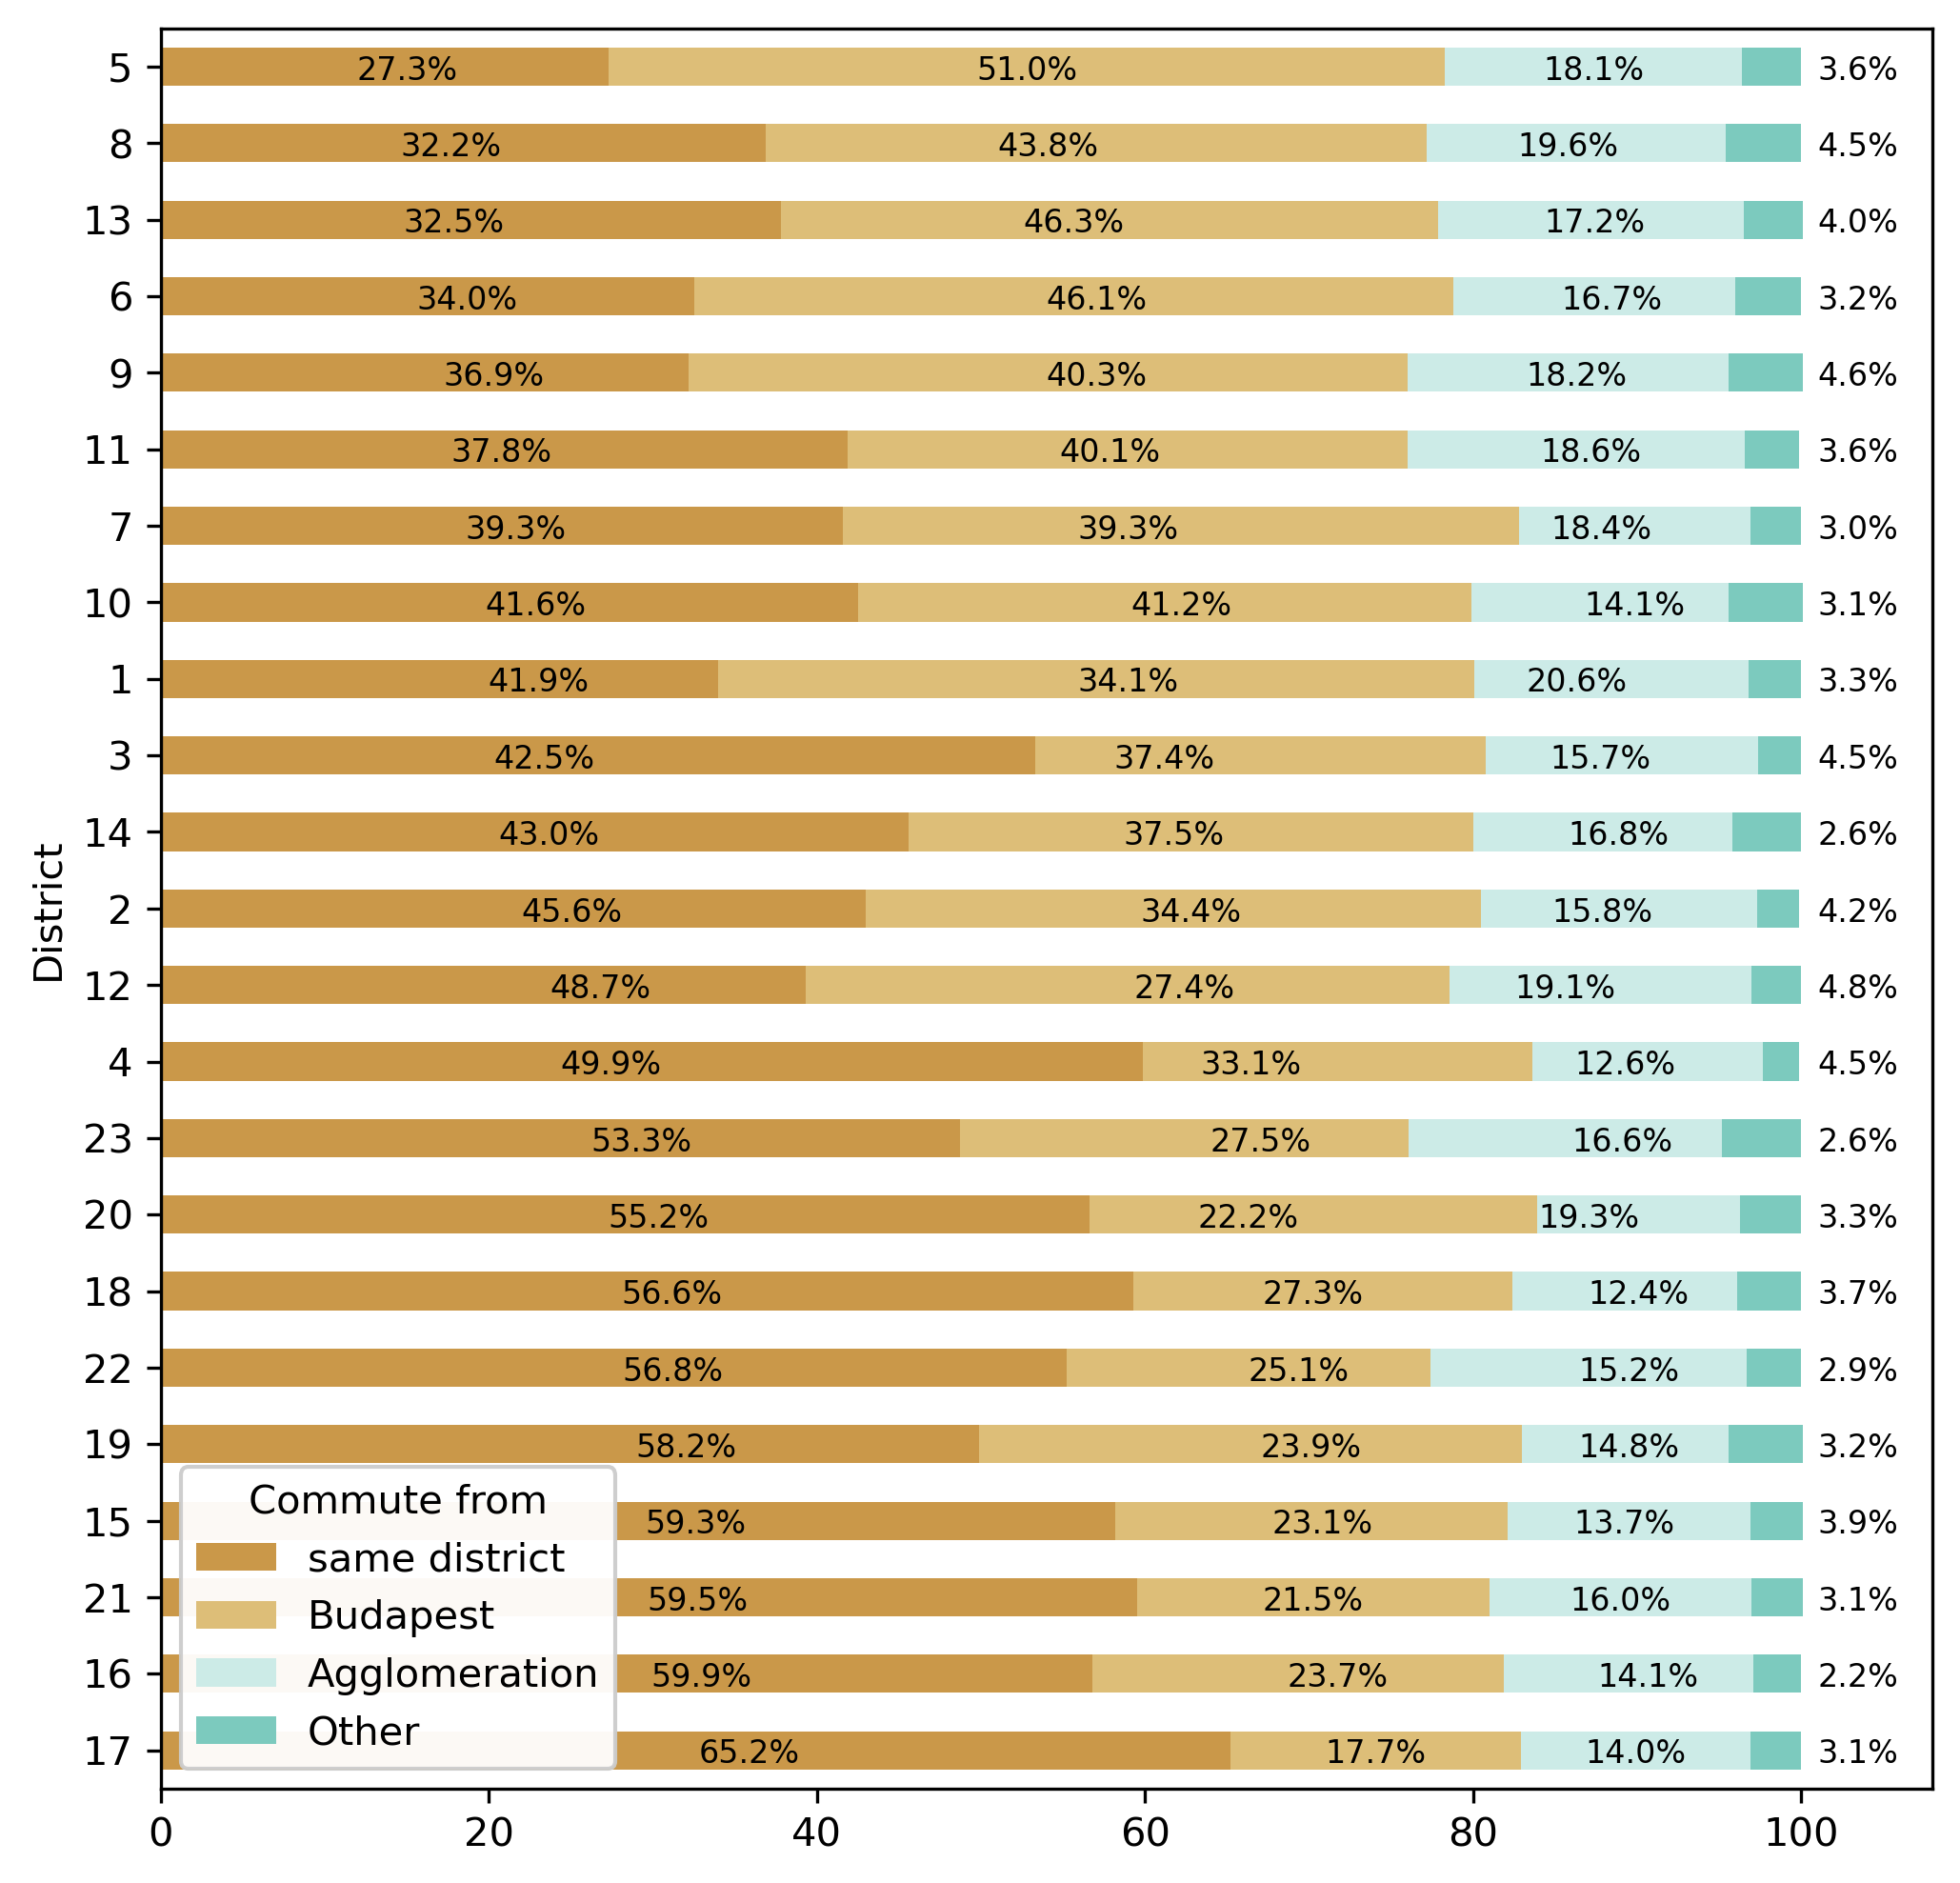 5 27.3% 51.0% 18.1% 3.6%
8 32.2% 43.8% 19.6% 4.5%
13 32.5% 46.3% 17.2% 4.0%
6 34.0% 46.1% 16.7% 3.2%
9 36.9% 40.3% 18.2% 4.6%
11 37.8% 40.1% 18.6% 3.6%
7 39.3% 39.3% 18.4% 3.0%
10 41.6% 41.2% 14.1% 3.1%
1 41.9% 34.1% 20.6% 3.3%
3 42.5% 37.4% 15.7% 4.5%
14 43.0% 37.5% 16.8% 2.6%
2 45.6% 34.4% 15.8% 4.2%
District
12 48.7% 27.4% 19.1% 4.8%
4 49.9% 33.1% 12.6% 4.5%
23 53.3% 27.5% 16.6% 2.6%
20 55.2% 22.2% 19.3% 3.3%
18 56.6% 27.3% 12.4% 3.7%
22 56.8% 25.1% 15.2% 2.9%
19 58.2% 23.9% 14.8% 3.2%
15 59.3% 23.1% 13.7% 3.9%
21 59.5% 21.5% 16.0% 3.1%
16 59.9% 23.7% 14.1% 2.2%
17 65.2% 17.7% 14.0% 3.1%
Commute from
same district
Budapest
Agglomeration
Other
0 20 40 60 80 100